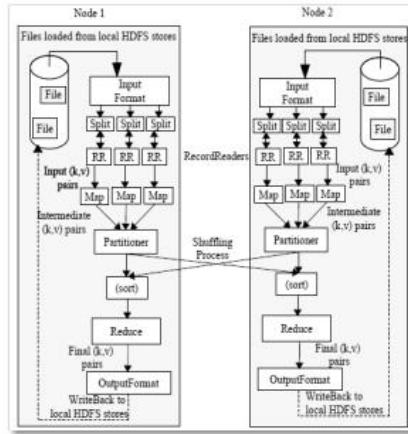 Node 1
Files loaded from local HDFS stores
File
File
Input
Format
Split Split Split
RR RR RR
Input (k,v)
pairs
Map Map Map
Intermediate
(k,v) pairs
Partitioner
(sort)
Reduce
Final (k,v)
pairs
OutputFormat
WriteBack to
local HDFS stores
RecordReaders
Shuffling
Process
Node 2
Files loaded from local HDFS stores
Input
Format
File
File
Split Split Split
RR RR RR
Input (k,v)
pairs
Map Map Map
Intermediate
(k,v) pairs
Partitioner
(sort)
Reduce
Final (k,v)
pairs
OutputFormat
WriteBack to
local HDFS stores